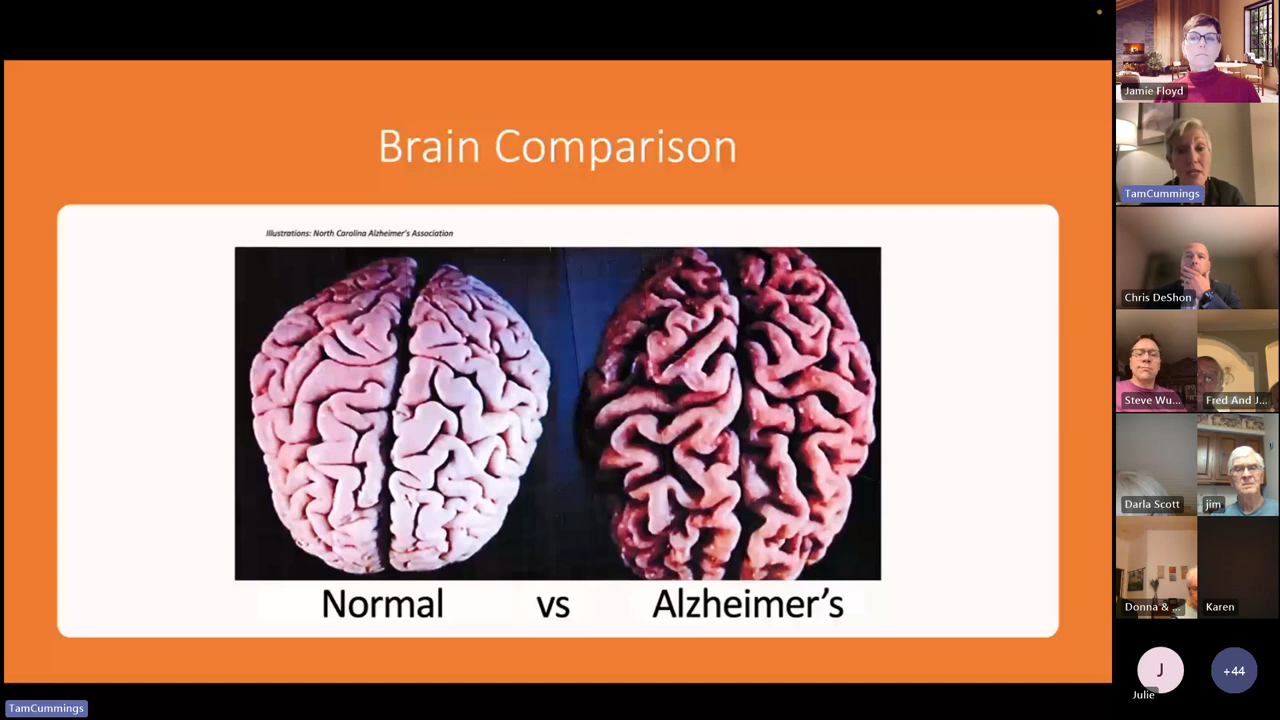 Brain Comparison
Illustrations: North Carolina Alzheimer's Association
Normal vs Alzheimer's
TamCummings
Jamie Floyd
TamCummings
Chris DeShon
Steve Wu...
Fred And J...
Darla Scott
jim
Donna & ...
Karen
J
Julie
+44